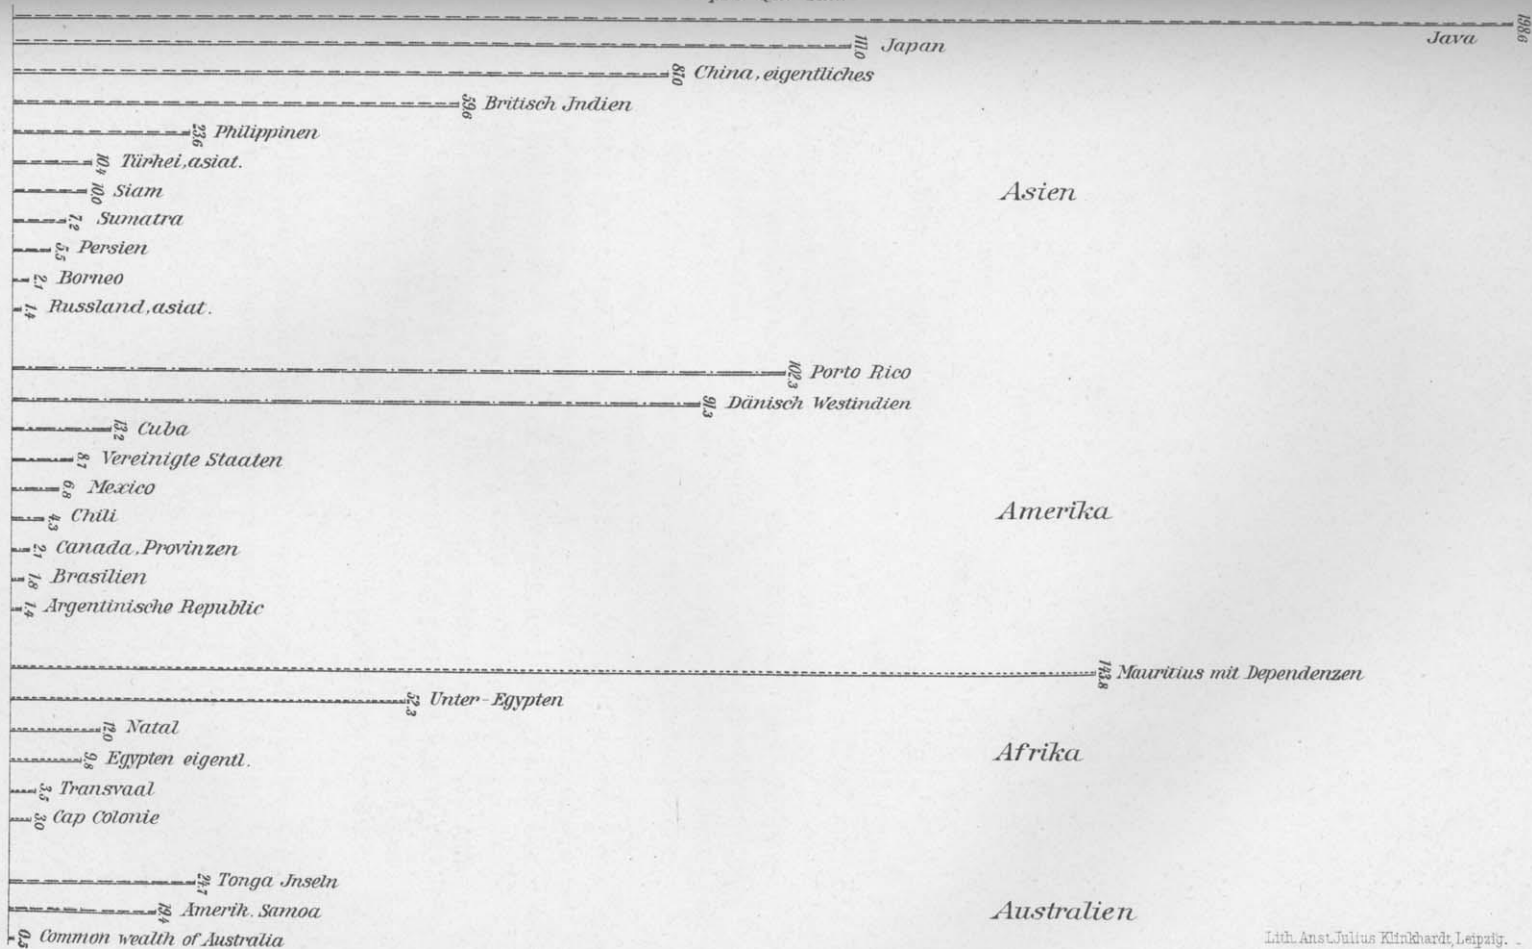 198.6 Java
111.0 Japan
81.0 China, eigentliches
59.6 Britisch Jndien
23.6 Philippinen
10.4 Türkei, asiat.
10.0 Siam
7.2 Sumatra
5.5 Persien
2.1 Borneo
1.4 Russland, asiat.
Asien
102.3 Porto Rico
91.3 Dänisch Westindien
13.2 Cuba
8.7 Vereinigte Staaten
6.8 Mexico
4.3 Chili
2.1 Canada, Provinzen
1.8 Brasilien
1.4 Argentinische Republic
Amerika
143.8 Mauritius mit Dependenzen
52.3 Unter-Egypten
12.0 Natal
9.8 Egypten eigentl.
3.5 Transvaal
3.0 Cap Colonie
Afrika
24.7 Tonga Jnseln
19.4 Amerik. Samoa
0.5 Common wealth of Australia
Australien
Lith. Anst. Julius Klinkhardt, Leipzig.